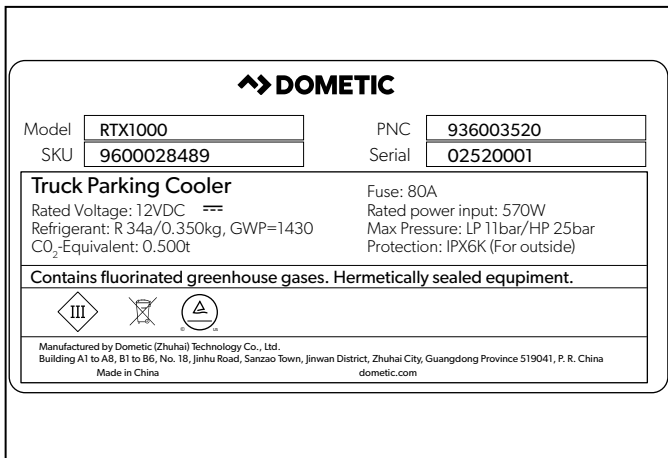 DOMETIC
Model RTX1000 PNC 936003520
SKU 9600028489 Serial 02520001
Truck Parking Cooler
Rated Voltage: 12VDC
Refrigerant: R 34a/0.350kg, GWP=1430
C0₂-Equivalent: 0.500t
Fuse: 80A
Rated power input: 570W
Max Pressure: LP 11bar/HP 25bar
Protection: IPX6K (For outside)
Contains fluorinated greenhouse gases. Hermetically sealed equpiment.
III
Manufactured by Dometic (Zhuhai) Technology Co., Ltd.
Building A1 to A8, B1 to B6, No. 18, Jinhu Road, Sanzao Town, Jinwan District, Zhuhai City, Guangdong Province 519041, P. R. China
Made in China dometic.com